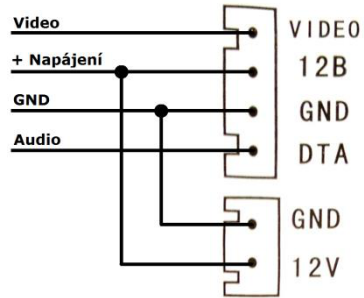 Video VIDEO
+ Napájení 12B
GND GND
Audio DTA
GND
12V